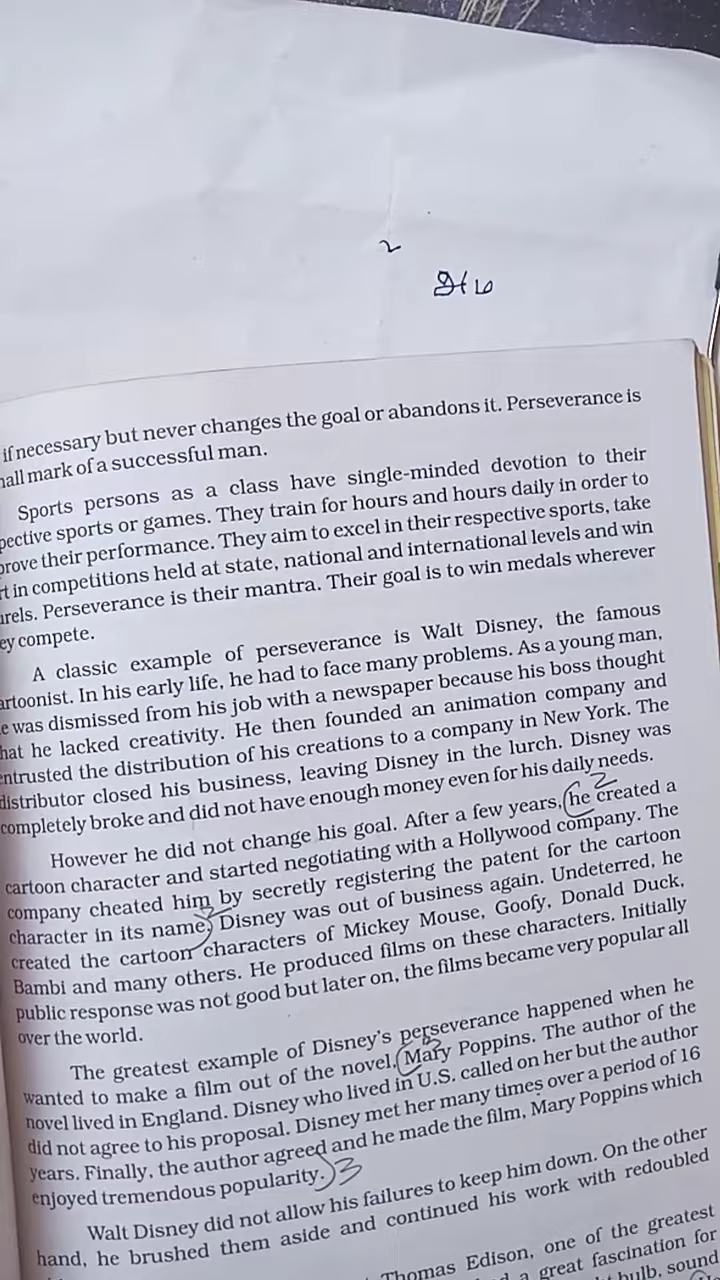 2
if necessary but never changes the goal or abandons it. Perseverance is
hall mark of a successful man.
Sports persons as a class have single-minded devotion to their
pective sports or games. They train for hours and hours daily in order to
prove their performance. They aim to excel in their respective sports, take
rt in competitions held at state, national and international levels and win
urels. Perseverance is their mantra. Their goal is to win medals wherever
ey compete.
A classic example of perseverance is Walt Disney, the famous
artoonist. In his early life, he had to face many problems. As a young man,
e was dismissed from his job with a newspaper because his boss thought
hat he lacked creativity. He then founded an animation company and
entrusted the distribution of his creations to a company in New York. The
distributor closed his business, leaving Disney in the lurch. Disney was
completely broke and did not have enough money even for his daily needs.
2
However he did not change his goal. After a few years, he created a
cartoon character and started negotiating with a Hollywood company. The
company cheated him by secretly registering the patent for the cartoon
character in its name. Disney was out of business again. Undeterred, he
created the cartoon characters of Mickey Mouse, Goofy, Donald Duck,
Bambi and many others. He produced films on these characters. Initially
public response was not good but later on, the films became very popular all
over the world.
The greatest example of Disney's perseverance happened when he
wanted to make a film out of the novel, Mary Poppins. The author of the
novel lived in England. Disney who lived in U.S. called on her but the author
did not agree to his proposal. Disney met her many times over a period of 16
years. Finally, the author agreed and he made the film, Mary Poppins which
enjoyed tremendous popularity. 3
Walt Disney did not allow his failures to keep him down. On the other
hand, he brushed them aside and continued his work with redoubled
Thomas Edison, one of the greatest
a great fascination for
bulb, sound